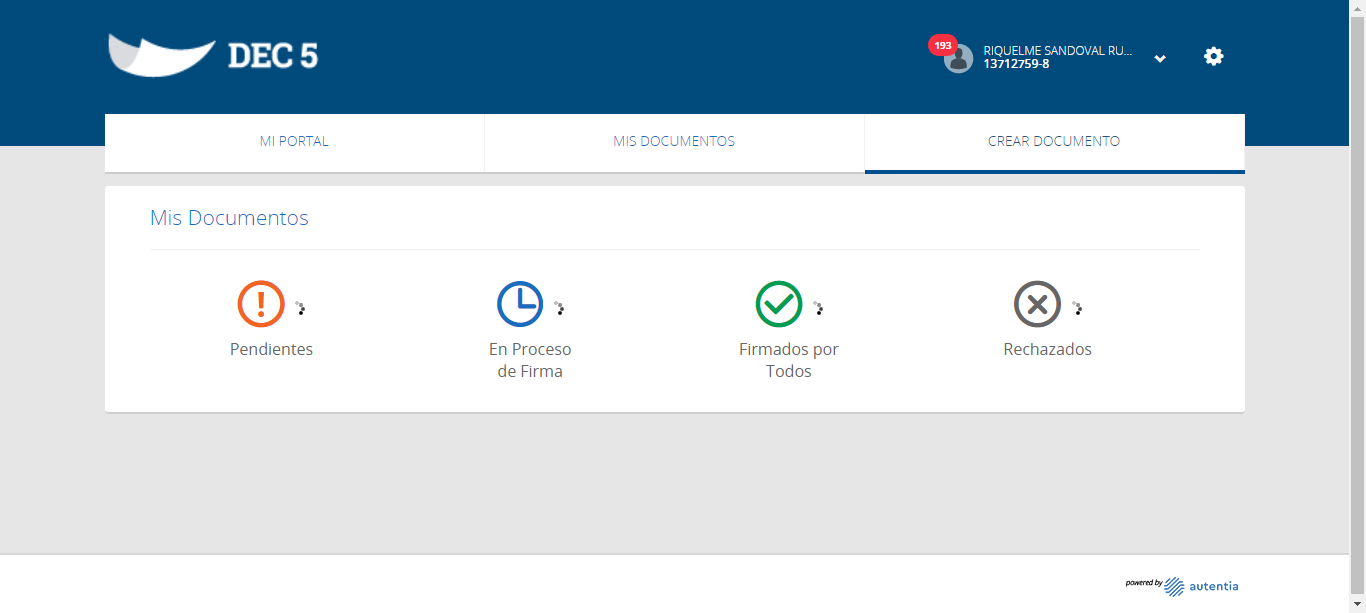 DEC 5
193
RIQUELME SANDOVAL RU...
13712759-8
MI PORTAL
MIS DOCUMENTOS
CREAR DOCUMENTO
Mis Documentos
Pendientes
En Proceso
de Firma
Firmados por
Todos
Rechazados
powered by autentia